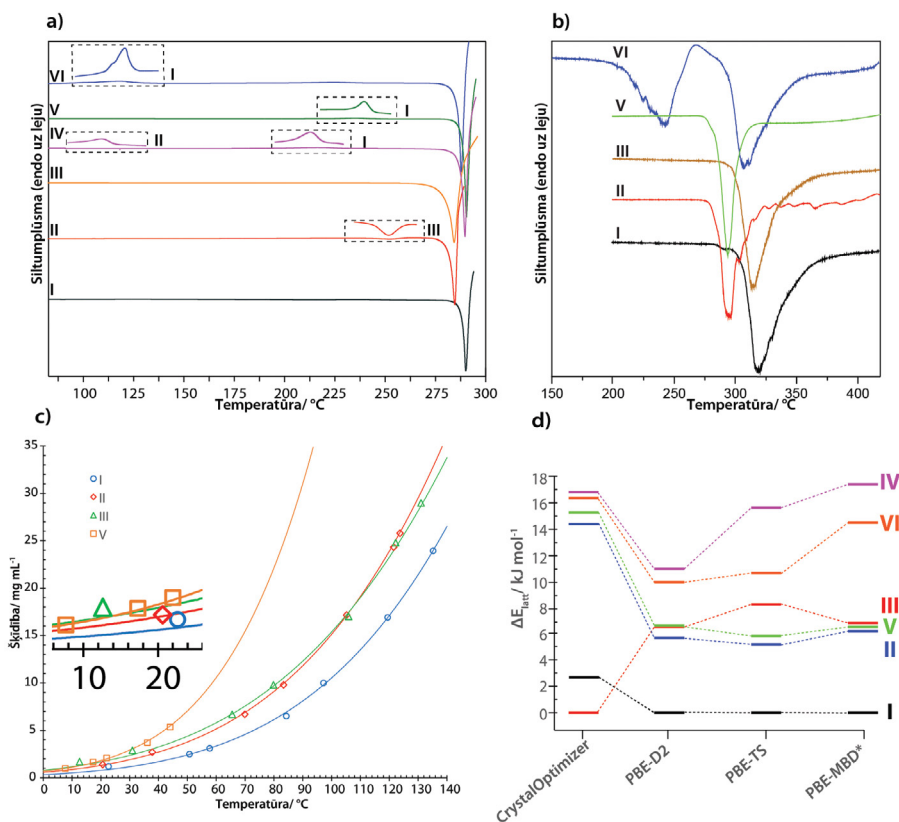 a)
Siltumplūsma (endo uz leju)
VI
I
V
I
IV
II
I
III
II
III
I
100 125 150 175 200 225 250 275 300
Temperatūra/ °C
b)
Siltumplūsma (endo uz leju)
VI
V
III
II
I
150 200 250 300 350 400
Temperatūra/ °C
c)
Šķīdība/ mg mL⁻¹
35
30
25
20
15
10
5
0
I
II
III
V
10 20
0 10 20 30 40 50 60 70 80 90 100 110 120 130 140
Temperatūra/ °C
d)
ΔE_latt/ kJ mol⁻¹
18
16
14
12
10
8
6
4
2
0
IV
VI
III
V
II
I
CrystalOptimizer
PBE-D2
PBE-TS
PBE-MBD*